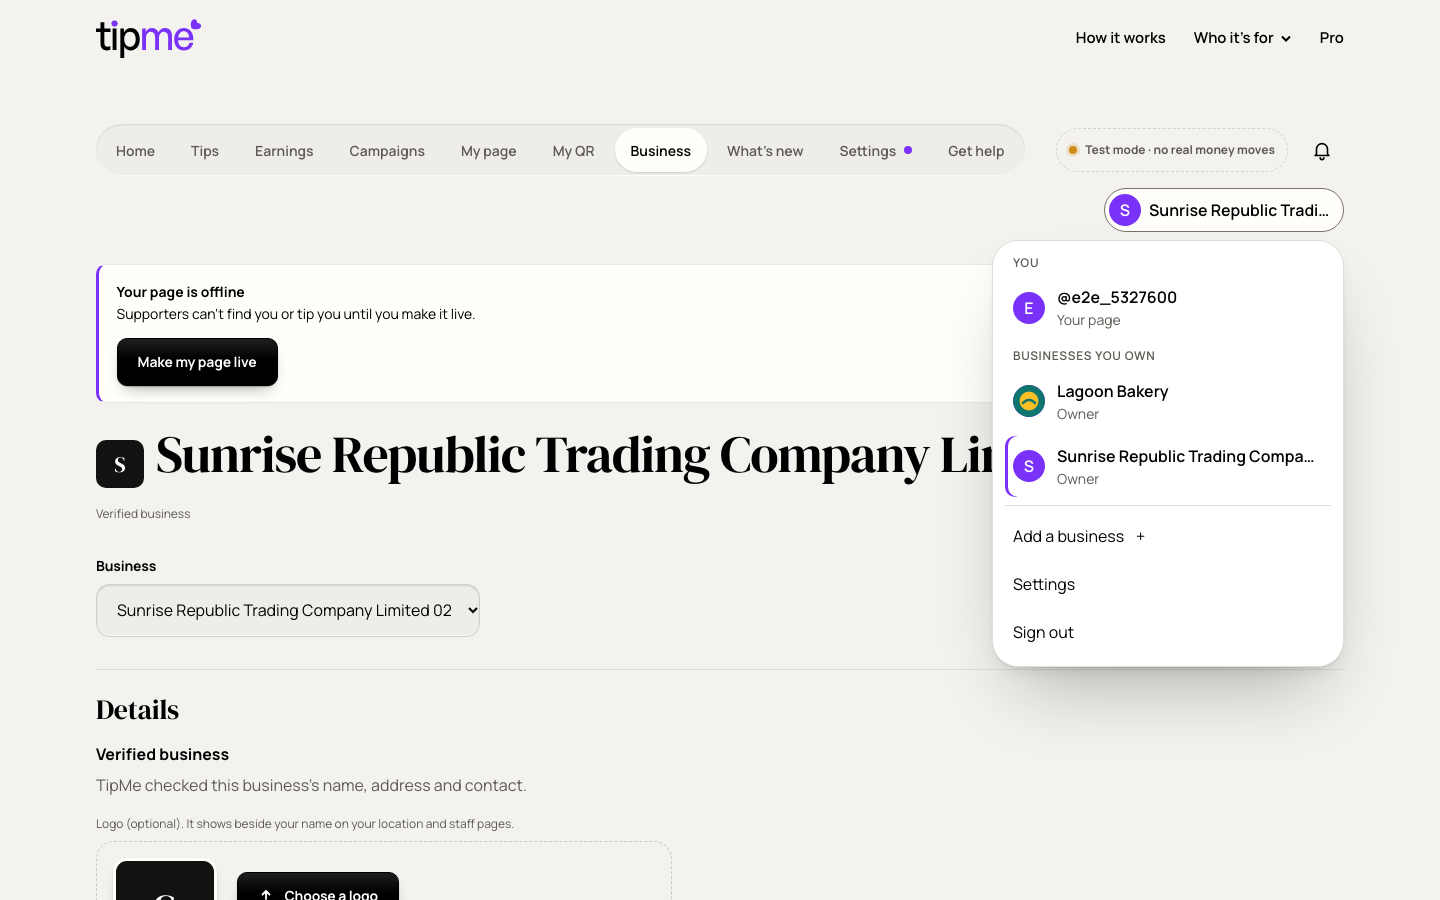 tipme
How it works Who it's for Pro
Home Tips Earnings Campaigns My page My QR Business What's new Settings Get help
Test mode · no real money moves
S Sunrise Republic Tradi...
YOU
E @e2e_5327600
Your page
BUSINESSES YOU OWN
Lagoon Bakery
Owner
S Sunrise Republic Trading Compa...
Owner
Add a business +
Settings
Sign out
Your page is offline
Supporters can't find you or tip you until you make it live.
Make my page live
S Sunrise Republic Trading Company
Verified business
Business
Sunrise Republic Trading Company Limited 02
Details
Verified business
TipMe checked this business's name, address and contact.
Logo (optional). It shows beside your name on your location and staff pages.
Choose a logo